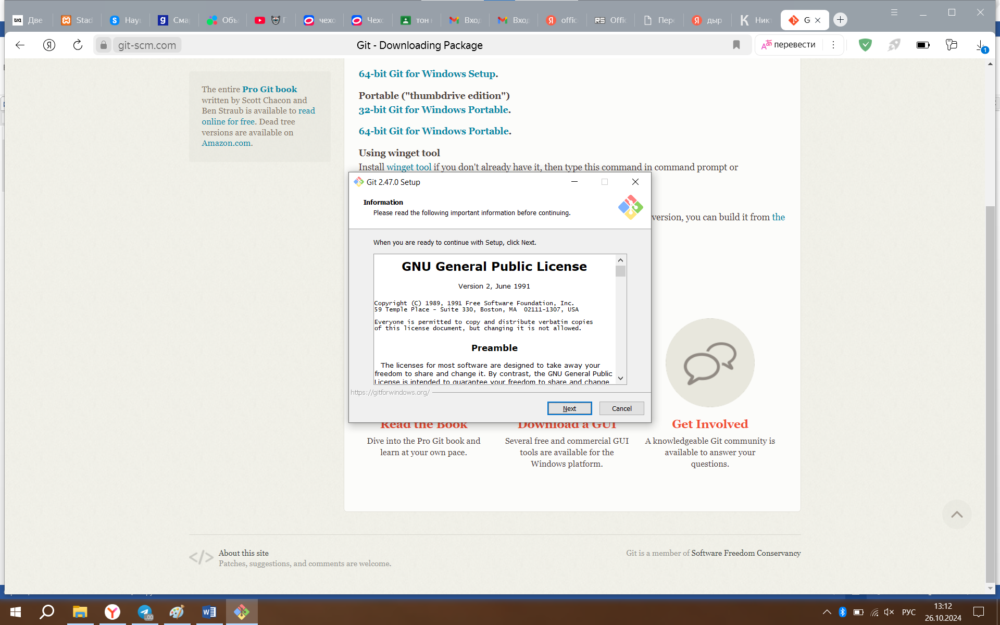 Две
Stad
Нау
Сма
Объ
чехо
Чехо
тон
Вход
Вход
offic
Offic
Пер
дыр
Никт
G
git-scm.com
Git - Downloading Package
перевести
1
64-bit Git for Windows Setup.
The entire Pro Git book
written by Scott Chacon and
Ben Straub is available to read
online for free. Dead tree
versions are available on
Amazon.com.
Portable ("thumbdrive edition")
32-bit Git for Windows Portable.
64-bit Git for Windows Portable.
Using winget tool
Install winget tool if you don't already have it, then type this command in command prompt or
version, you can build it from the
Git 2.47.0 Setup
Information
Please read the following important information before continuing.
When you are ready to continue with Setup, click Next.
GNU General Public License
Version 2, June 1991
Copyright (C) 1989, 1991 Free Software Foundation, Inc.
59 Temple Place - Suite 330, Boston, MA 02111-1307, USA
Everyone is permitted to copy and distribute verbatim copies
of this license document, but changing it is not allowed.
Preamble
The licenses for most software are designed to take away your
freedom to share and change it. By contrast, the GNU General Public
License is intended to guarantee your freedom to share and change
https://gitforwindows.org/
Next
Cancel
Read the Book
Dive into the Pro Git book and
learn at your own pace.
Download a GUI
Several free and commercial GUI
tools are available for the
Windows platform.
Get Involved
A knowledgeable Git community is
available to answer your
questions.
</> About this site
Patches, suggestions, and comments are welcome.
Git is a member of Software Freedom Conservancy
РУС
13:12
26.10.2024